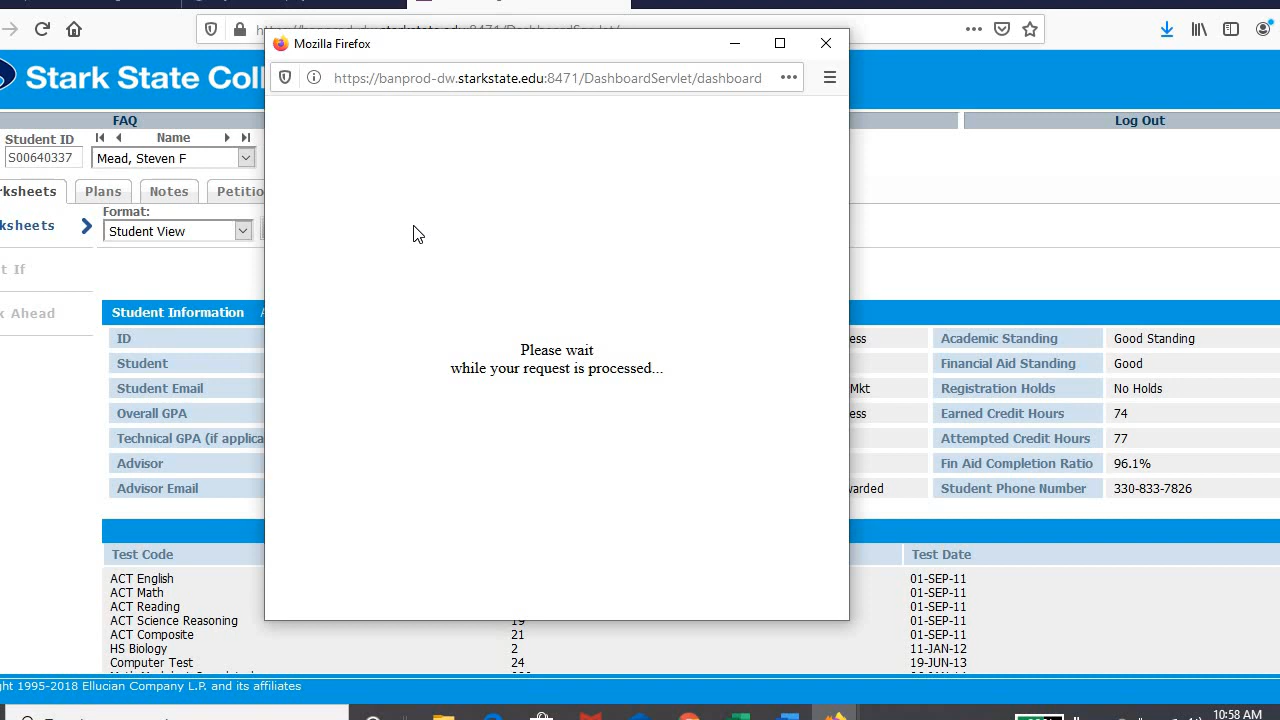 Mozilla Firefox
https://banprod-dw.starkstate.edu:8471/DashboardServlet/dashboard
Stark State Coll
FAQ
Log Out
Student ID
Name
S00640337
Mead, Steven F
rksheets
Plans
Notes
Petitio
Format:
ksheets
Student View
t If
k Ahead
Please wait
while your request is processed...
Student Information
ID
ess
Academic Standing
Good Standing
Student
Financial Aid Standing
Good
Student Email
Mkt
Registration Holds
No Holds
Overall GPA
ess
Earned Credit Hours
74
Technical GPA (if applica
Attempted Credit Hours
77
Advisor
Fin Aid Completion Ratio
96.1%
Advisor Email
warded
Student Phone Number
330-833-7826
Test Code
Test Date
ACT English
01-SEP-11
ACT Math
01-SEP-11
ACT Reading
01-SEP-11
ACT Science Reasoning
19
01-SEP-11
ACT Composite
21
01-SEP-11
HS Biology
2
11-JAN-12
Computer Test
24
19-JUN-13
ght 1995-2018 Ellucian Company L.P. and its affiliates
10:58 AM